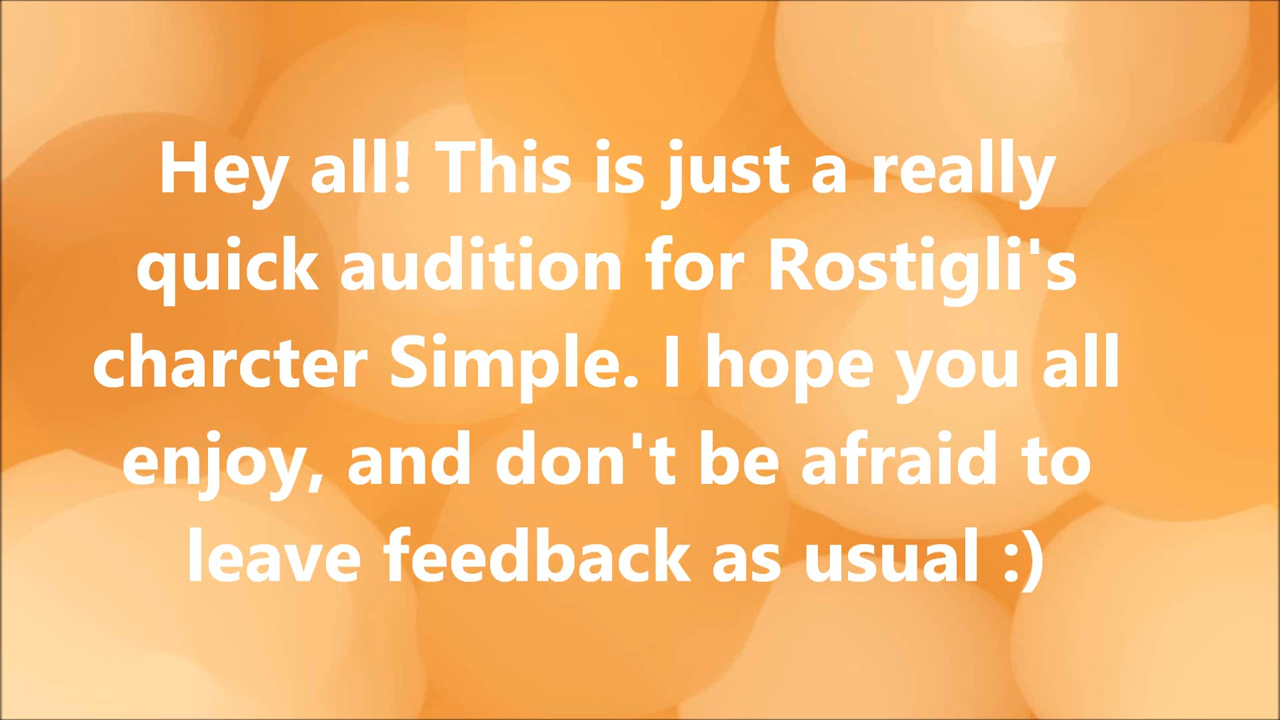 Hey all! This is just a really
quick audition for Rostigli's
charcter Simple. I hope you all
enjoy, and don't be afraid to
leave feedback as usual :)